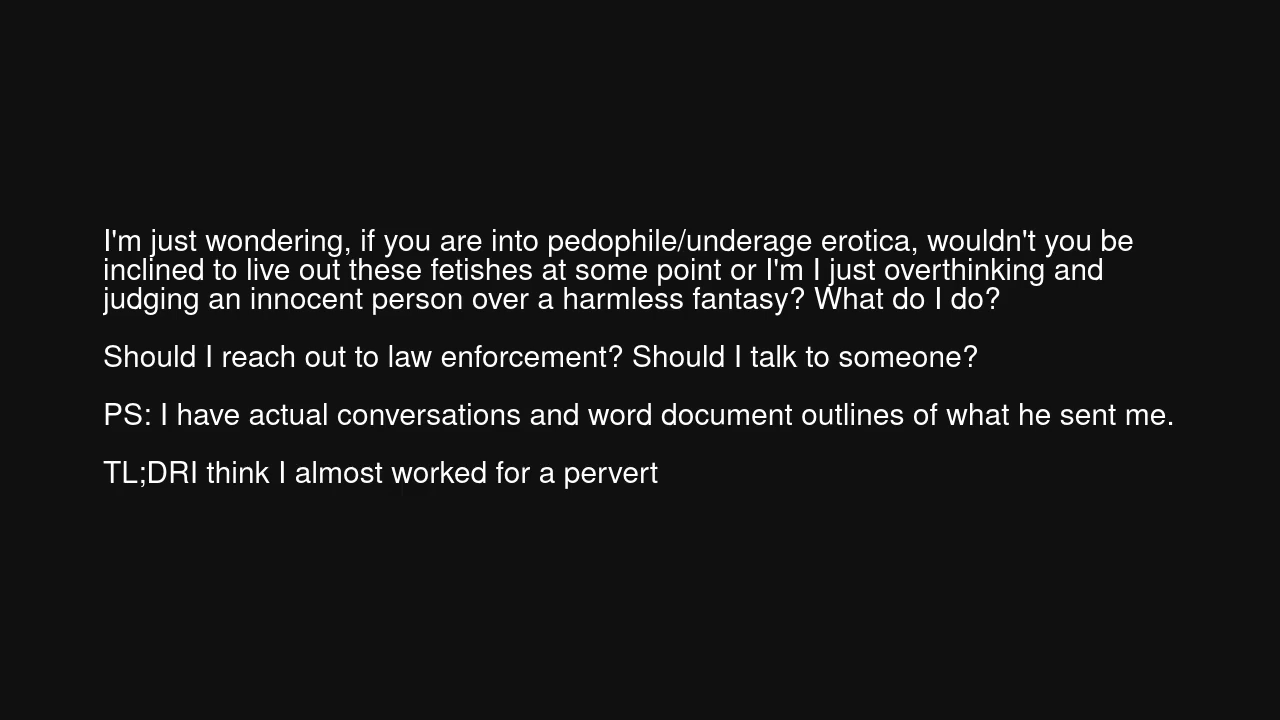 I'm just wondering, if you are into pedophile/underage erotica, wouldn't you be
inclined to live out these fetishes at some point or I'm I just overthinking and
judging an innocent person over a harmless fantasy? What do I do?
Should I reach out to law enforcement? Should I talk to someone?
PS: I have actual conversations and word document outlines of what he sent me.
TL;DRI think I almost worked for a pervert